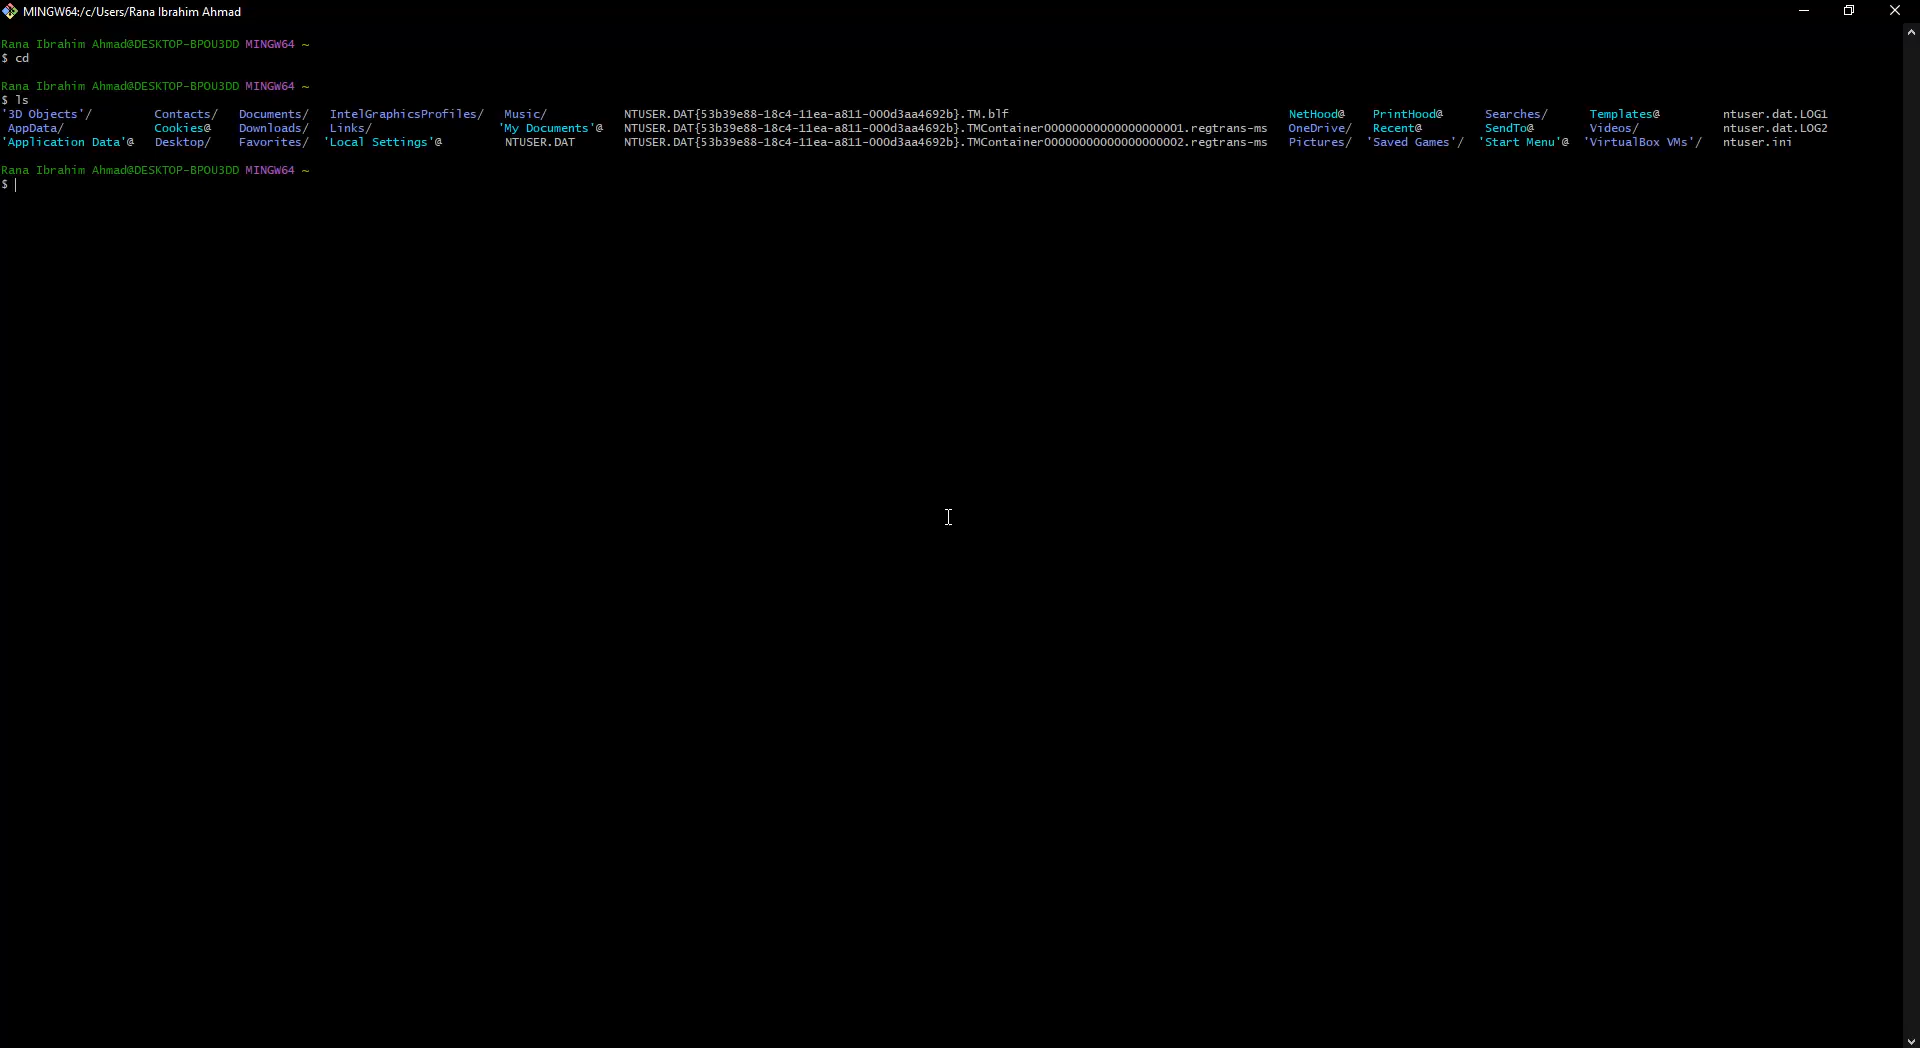 MINGW64:/c/Users/Rana Ibrahim Ahmad
Rana Ibrahim Ahmad@DESKTOP-BPOU3DD MINGW64 ~
$ cd
Rana Ibrahim Ahmad@DESKTOP-BPOU3DD MINGW64 ~
$ ls
'3D Objects'/ Contacts/ Documents/ IntelGraphicsProfiles/ Music/ NTUSER.DAT{53b39e88-18c4-11ea-a811-000d3aa4692b}.TM.blf NetHood@ PrintHood@ Searches/ Templates@ ntuser.dat.LOG1
AppData/ Cookies@ Downloads/ Links/ 'My Documents'@ NTUSER.DAT{53b39e88-18c4-11ea-a811-000d3aa4692b}.TMContainer00000000000000000001.regtrans-ms OneDrive/ Recent@ SendTo@ Videos/ ntuser.dat.LOG2
'Application Data'@ Desktop/ Favorites/ 'Local Settings'@ NTUSER.DAT NTUSER.DAT{53b39e88-18c4-11ea-a811-000d3aa4692b}.TMContainer00000000000000000002.regtrans-ms Pictures/ 'Saved Games'/ 'Start Menu'@ 'VirtualBox VMs'/ ntuser.ini
Rana Ibrahim Ahmad@DESKTOP-BPOU3DD MINGW64 ~
$